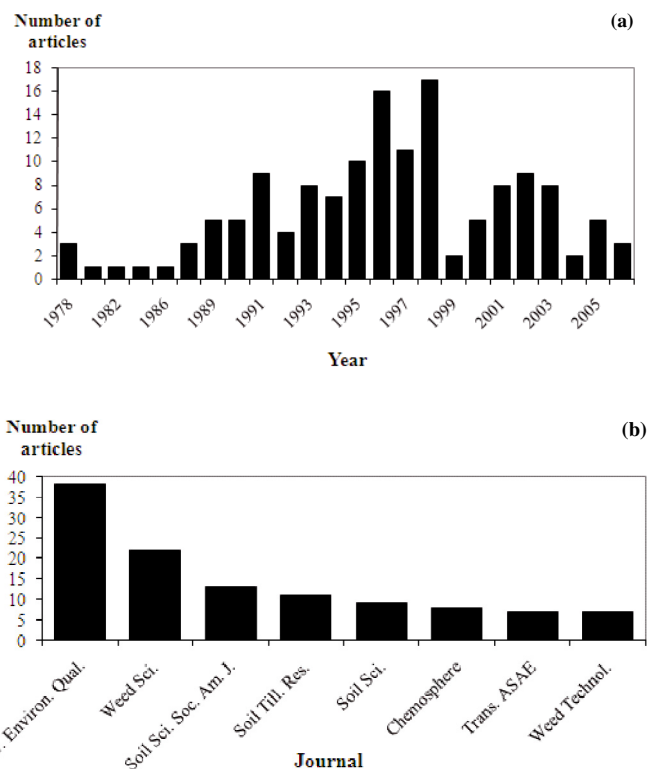 Number of
articles
(a)
18
16
14
12
10
8
6
4
2
0
1978 1982 1986 1989 1991 1993 1995 1997 1999 2001 2003 2005
Year
Number of
articles
(b)
40
35
30
25
20
15
10
5
0
Environ. Qual.
Weed Sci.
Soil Sci. Soc. Am. J.
Soil Till. Res.
Soil Sci.
Chemosphere
Trans. ASAE
Weed Technol.
Journal